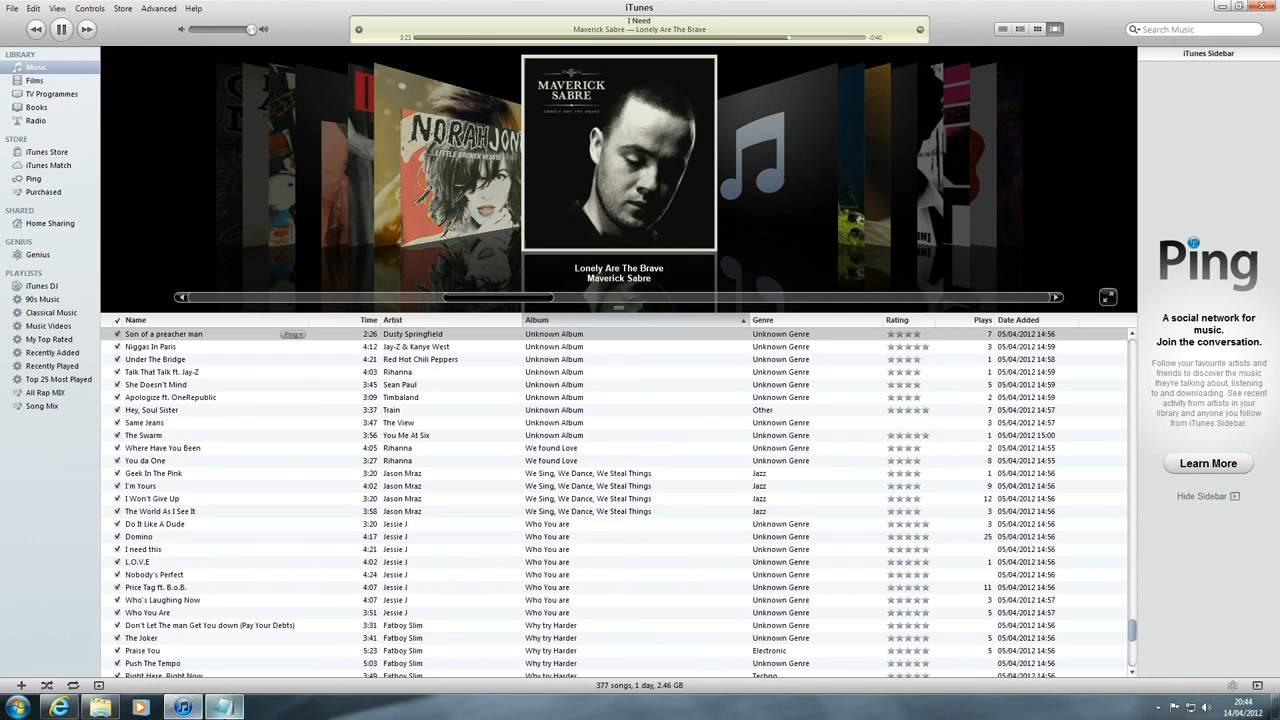 File Edit View Controls Store Advanced Help
iTunes
I Need
Maverick Sabre — Lonely Are The Brave
3:21
-0:40
Search Music
LIBRARY
Music
Films
TV Programmes
Books
Radio
STORE
iTunes Store
iTunes Match
Ping
Purchased
SHARED
Home Sharing
GENIUS
Genius
PLAYLISTS
iTunes DJ
90s Music
Classical Music
Music Videos
My Top Rated
Recently Added
Recently Played
Top 25 Most Played
All Rap MIX
Song Mix
NORAH JON
...LITTLE BROKEN HEARTS
MAVERICK
SABRE
LONELY ARE THE BRAVE
Lonely Are The Brave
Maverick Sabre
Name Time Artist Album Genre Rating Plays Date Added
Son of a preacher man Ping 2:26 Dusty Springfield Unknown Album Unknown Genre 7 05/04/2012 14:56
Niggas In Paris 4:12 Jay-Z & Kanye West Unknown Album Unknown Genre 3 05/04/2012 14:59
Under The Bridge 4:21 Red Hot Chili Peppers Unknown Album Unknown Genre 1 05/04/2012 14:58
Talk That Talk ft. Jay-Z 4:03 Rihanna Unknown Album Unknown Genre 1 05/04/2012 14:59
She Doesn't Mind 3:45 Sean Paul Unknown Album Unknown Genre 5 05/04/2012 14:59
Apologize ft. OneRepublic 3:09 Timbaland Unknown Album Unknown Genre 2 05/04/2012 14:56
Hey, Soul Sister 3:37 Train Unknown Album Other 7 05/04/2012 14:57
Same Jeans 3:47 The View Unknown Album Unknown Genre 3 05/04/2012 14:57
The Swarm 3:56 You Me At Six Unknown Album Unknown Genre 1 05/04/2012 15:00
Where Have You Been 4:05 Rihanna We found Love Unknown Genre 2 05/04/2012 14:55
You da One 3:27 Rihanna We found Love Unknown Genre 8 05/04/2012 14:55
Geek In The Pink 3:20 Jason Mraz We Sing, We Dance, We Steal Things Jazz 1 05/04/2012 14:56
I'm Yours 4:02 Jason Mraz We Sing, We Dance, We Steal Things Jazz 9 05/04/2012 14:56
I Won't Give Up 3:20 Jason Mraz We Sing, We Dance, We Steal Things Jazz 12 05/04/2012 14:56
The World As I See It 3:58 Jason Mraz We Sing, We Dance, We Steal Things Jazz 3 05/04/2012 14:56
Do It Like A Dude 3:20 Jessie J Who You are Unknown Genre 3 05/04/2012 14:56
Domino 4:17 Jessie J Who You are Unknown Genre 25 05/04/2012 14:56
I need this 4:21 Jessie J Who You are Unknown Genre 05/04/2012 14:56
L.O.V.E 4:02 Jessie J Who You are Unknown Genre 1 05/04/2012 14:56
Nobody's Perfect 4:24 Jessie J Who You are Unknown Genre 05/04/2012 14:56
Price Tag ft. B.o.B. 4:07 Jessie J Who You are Unknown Genre 11 05/04/2012 14:56
Who's Laughing Now 4:07 Jessie J Who You are Unknown Genre 3 05/04/2012 14:57
Who You Are 3:51 Jessie J Who You are Unknown Genre 5 05/04/2012 14:57
Don't Let The man Get You down (Pay Your Debts) 3:31 Fatboy Slim Why try Harder Unknown Genre 05/04/2012 14:56
The Joker 3:41 Fatboy Slim Why try Harder Unknown Genre 5 05/04/2012 14:56
Praise You 5:23 Fatboy Slim Why try Harder Electronic 5 05/04/2012 14:56
Push The Tempo 5:03 Fatboy Slim Why try Harder Unknown Genre 05/04/2012 14:56
Right Here, Right Now 3:49 Fatboy Slim Why try Harder Techno 05/04/2012 14:56
iTunes Sidebar
Ping
A social network for
music.
Join the conversation.
Follow your favourite artists and
friends to discover the music
they're talking about, listening
to and downloading. See recent
activity from artists in your
library and anyone you follow
from iTunes Sidebar.
Learn More
Hide Sidebar
377 songs, 1 day, 2.46 GB
20:44
14/04/2012